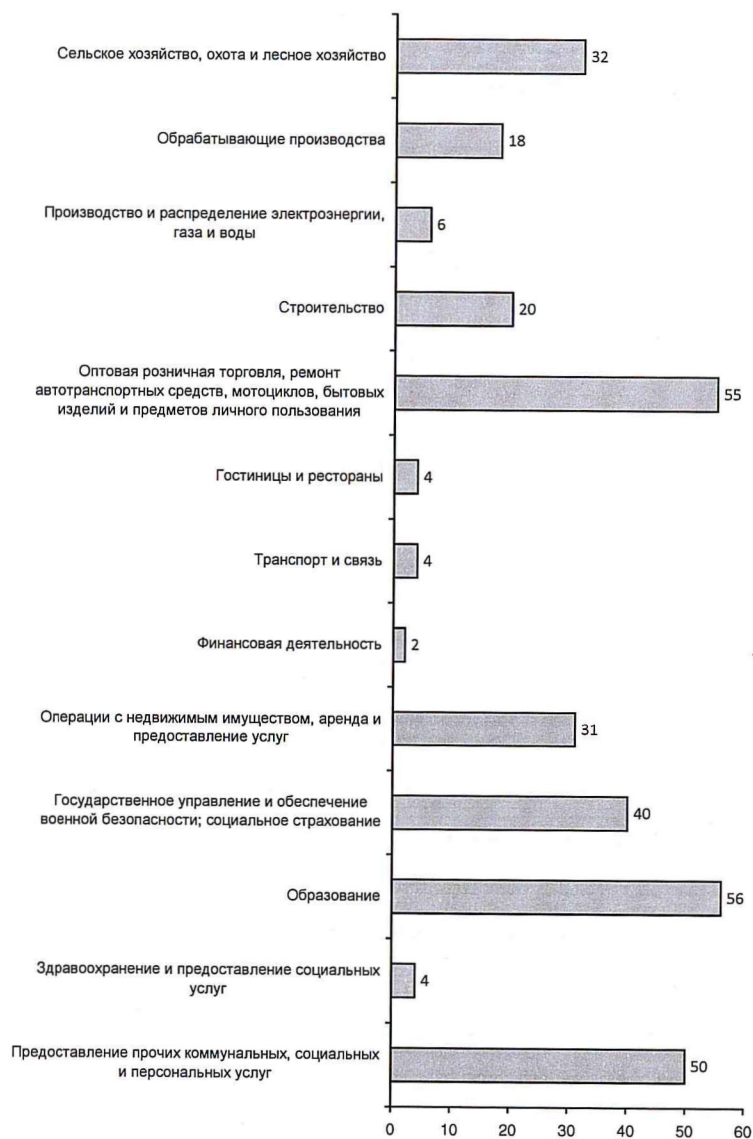 Сельское хозяйство, охота и лесное хозяйство
32
Обрабатывающие производства
18
Производство и распределение электроэнергии,
газа и воды
6
Строительство
20
Оптовая розничная торговля, ремонт
автотранспортных средств, мотоциклов, бытовых
изделий и предметов личного пользования
55
Гостиницы и рестораны
4
Транспорт и связь
4
Финансовая деятельность
2
Операции с недвижимым имуществом, аренда и
предоставление услуг
31
Государственное управление и обеспечение
военной безопасности; социальное страхование
40
Образование
56
Здравоохранение и предоставление социальных
услуг
4
Предоставление прочих коммунальных, социальных
и персональных услуг
50
0 10 20 30 40 50 60